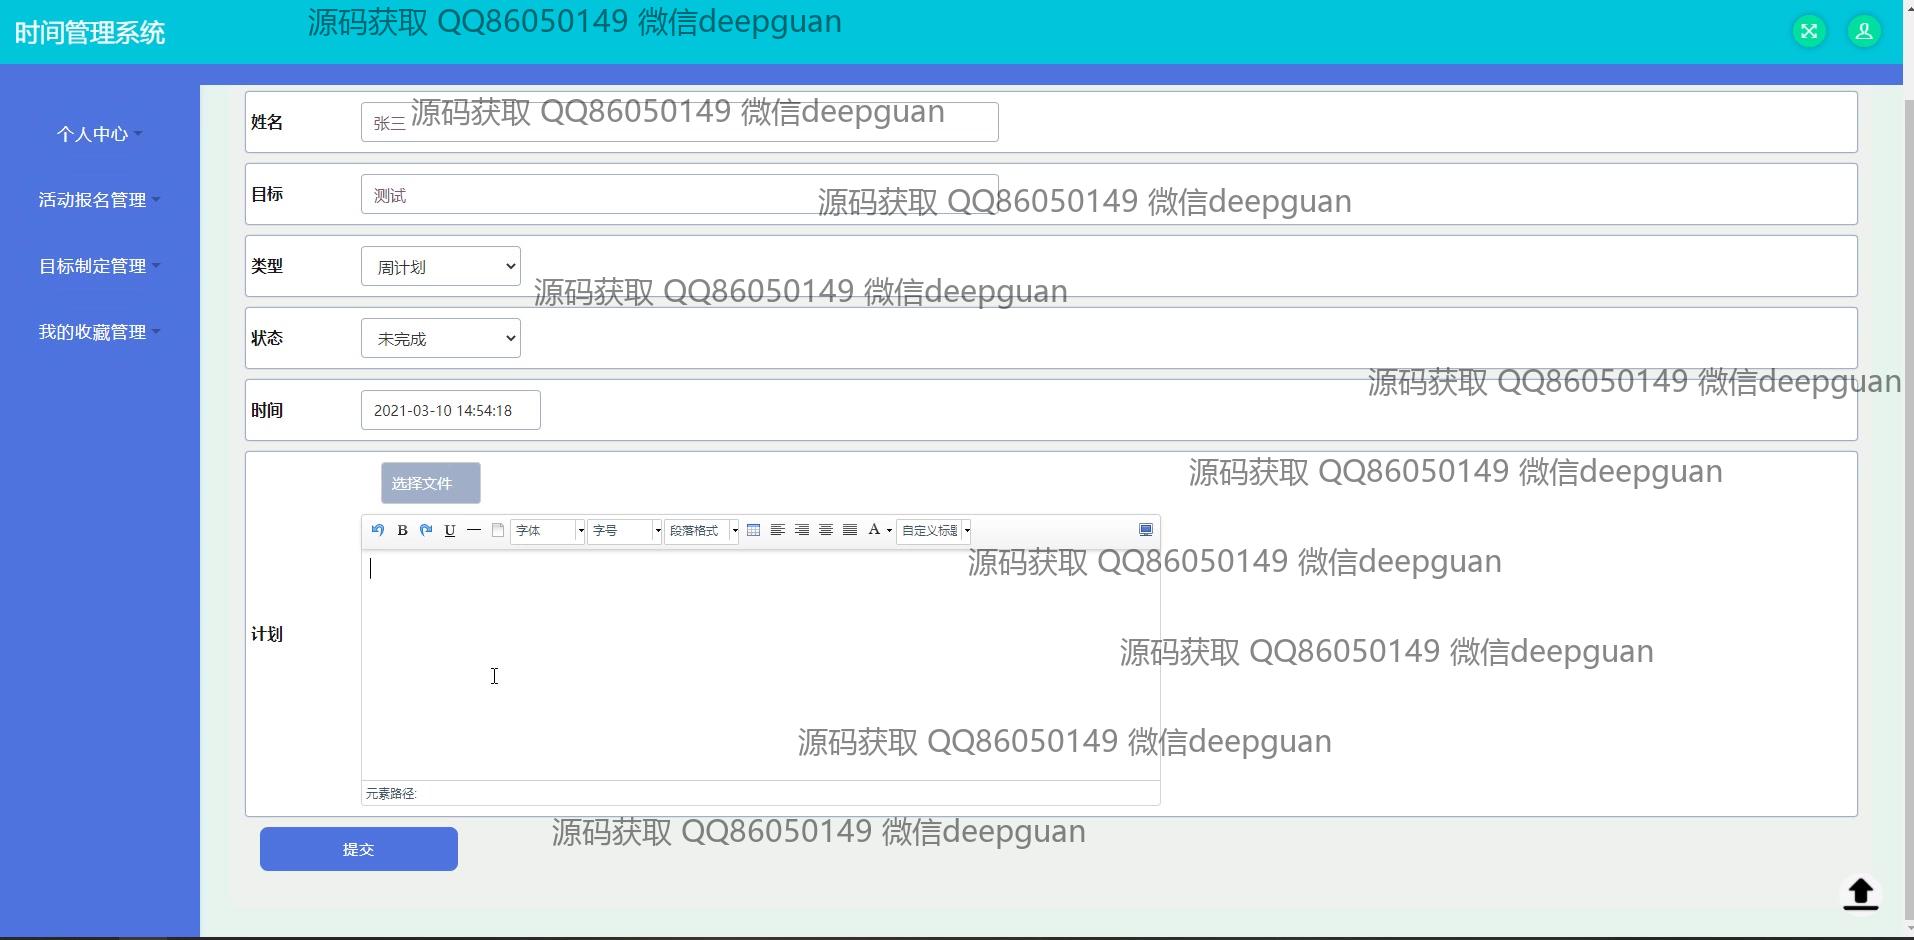 时间管理系统
源码获取 QQ86050149 微信deepguan
个人中心
活动报名管理
目标制定管理
我的收藏管理
姓名
张三
源码获取 QQ86050149 微信deepguan
目标
测试
源码获取 QQ86050149 微信deepguan
类型
周计划
源码获取 QQ86050149 微信deepguan
状态
未完成
源码获取 QQ86050149 微信deepguan
时间
2021-03-10 14:54:18
源码获取 QQ86050149 微信deepguan
选择文件
B U 字体 字号 段落格式 A 自定义标题
源码获取 QQ86050149 微信deepguan
计划
源码获取 QQ86050149 微信deepguan
源码获取 QQ86050149 微信deepguan
元素路径:
源码获取 QQ86050149 微信deepguan
提交